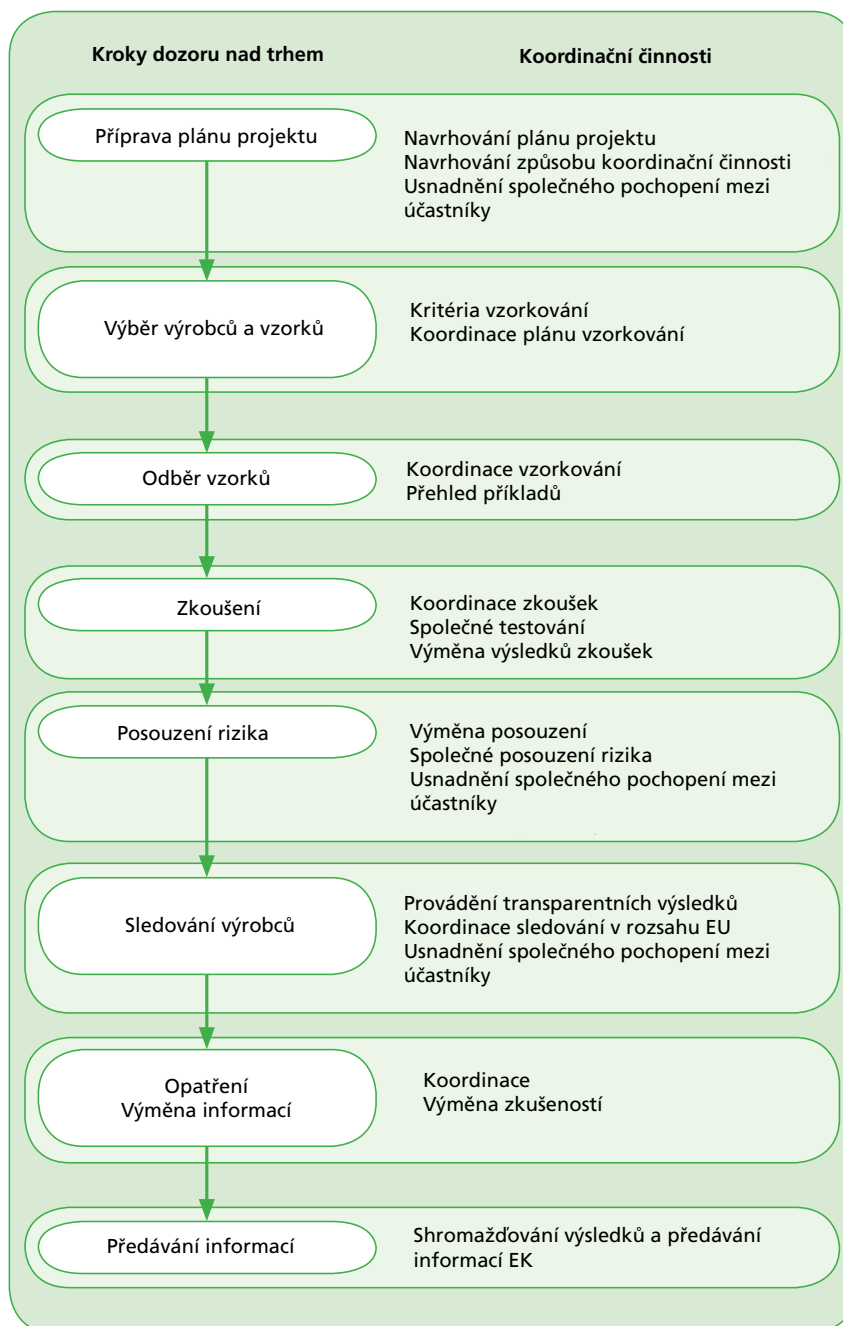 Kroky dozoru nad trhem
Koordinační činnosti
Příprava plánu projektu
Navrhování plánu projektu
Navrhování způsobu koordinační činnosti
Usnadnění společného pochopení mezi
účastníky
Výběr výrobců a vzorků
Kritéria vzorkování
Koordinace plánu vzorkování
Odběr vzorků
Koordinace vzorkování
Přehled příkladů
Zkoušení
Koordinace zkoušek
Společné testování
Výměna výsledků zkoušek
Posouzení rizika
Výměna posouzení
Společné posouzení rizika
Usnadnění společného pochopení mezi
účastníky
Sledování výrobců
Provádění transparentních výsledků
Koordinace sledování v rozsahu EU
Usnadnění společného pochopení mezi
účastníky
Opatření
Výměna informací
Koordinace
Výměna zkušeností
Předávání informací
Shromažďování výsledků a předávání
informací EK